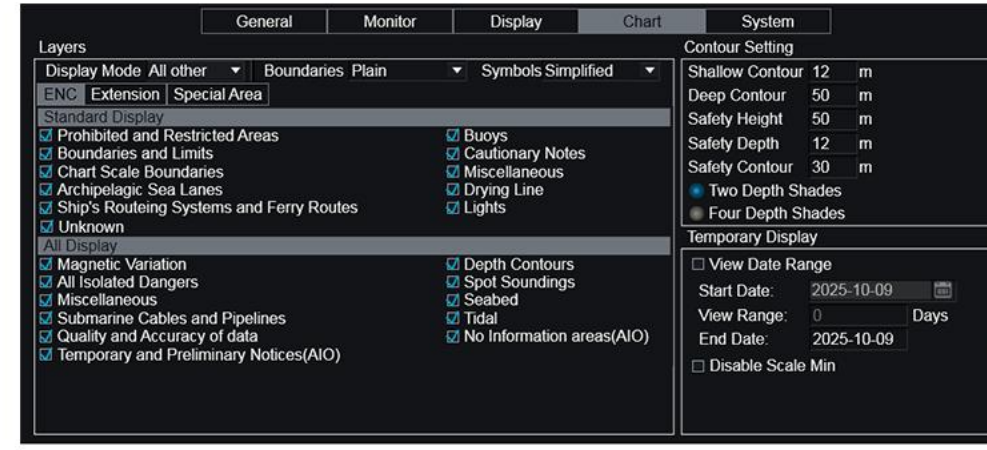 General Monitor Display Chart System
Layers
Display Mode All other Boundaries Plain Symbols Simplified
ENC Extension Special Area
Standard Display
Prohibited and Restricted Areas Buoys
Boundaries and Limits Cautionary Notes
Chart Scale Boundaries Miscellaneous
Archipelagic Sea Lanes Drying Line
Ship's Routeing Systems and Ferry Routes Lights
Unknown
All Display
Magnetic Variation Depth Contours
All Isolated Dangers Spot Soundings
Miscellaneous Seabed
Submarine Cables and Pipelines Tidal
Quality and Accuracy of data No Information areas(AIO)
Temporary and Preliminary Notices(AIO)
Contour Setting
Shallow Contour 12 m
Deep Contour 50 m
Safety Height 50 m
Safety Depth 12 m
Safety Contour 30 m
Two Depth Shades
Four Depth Shades
Temporary Display
View Date Range
Start Date: 2025-10-09
View Range: 0 Days
End Date: 2025-10-09
Disable Scale Min